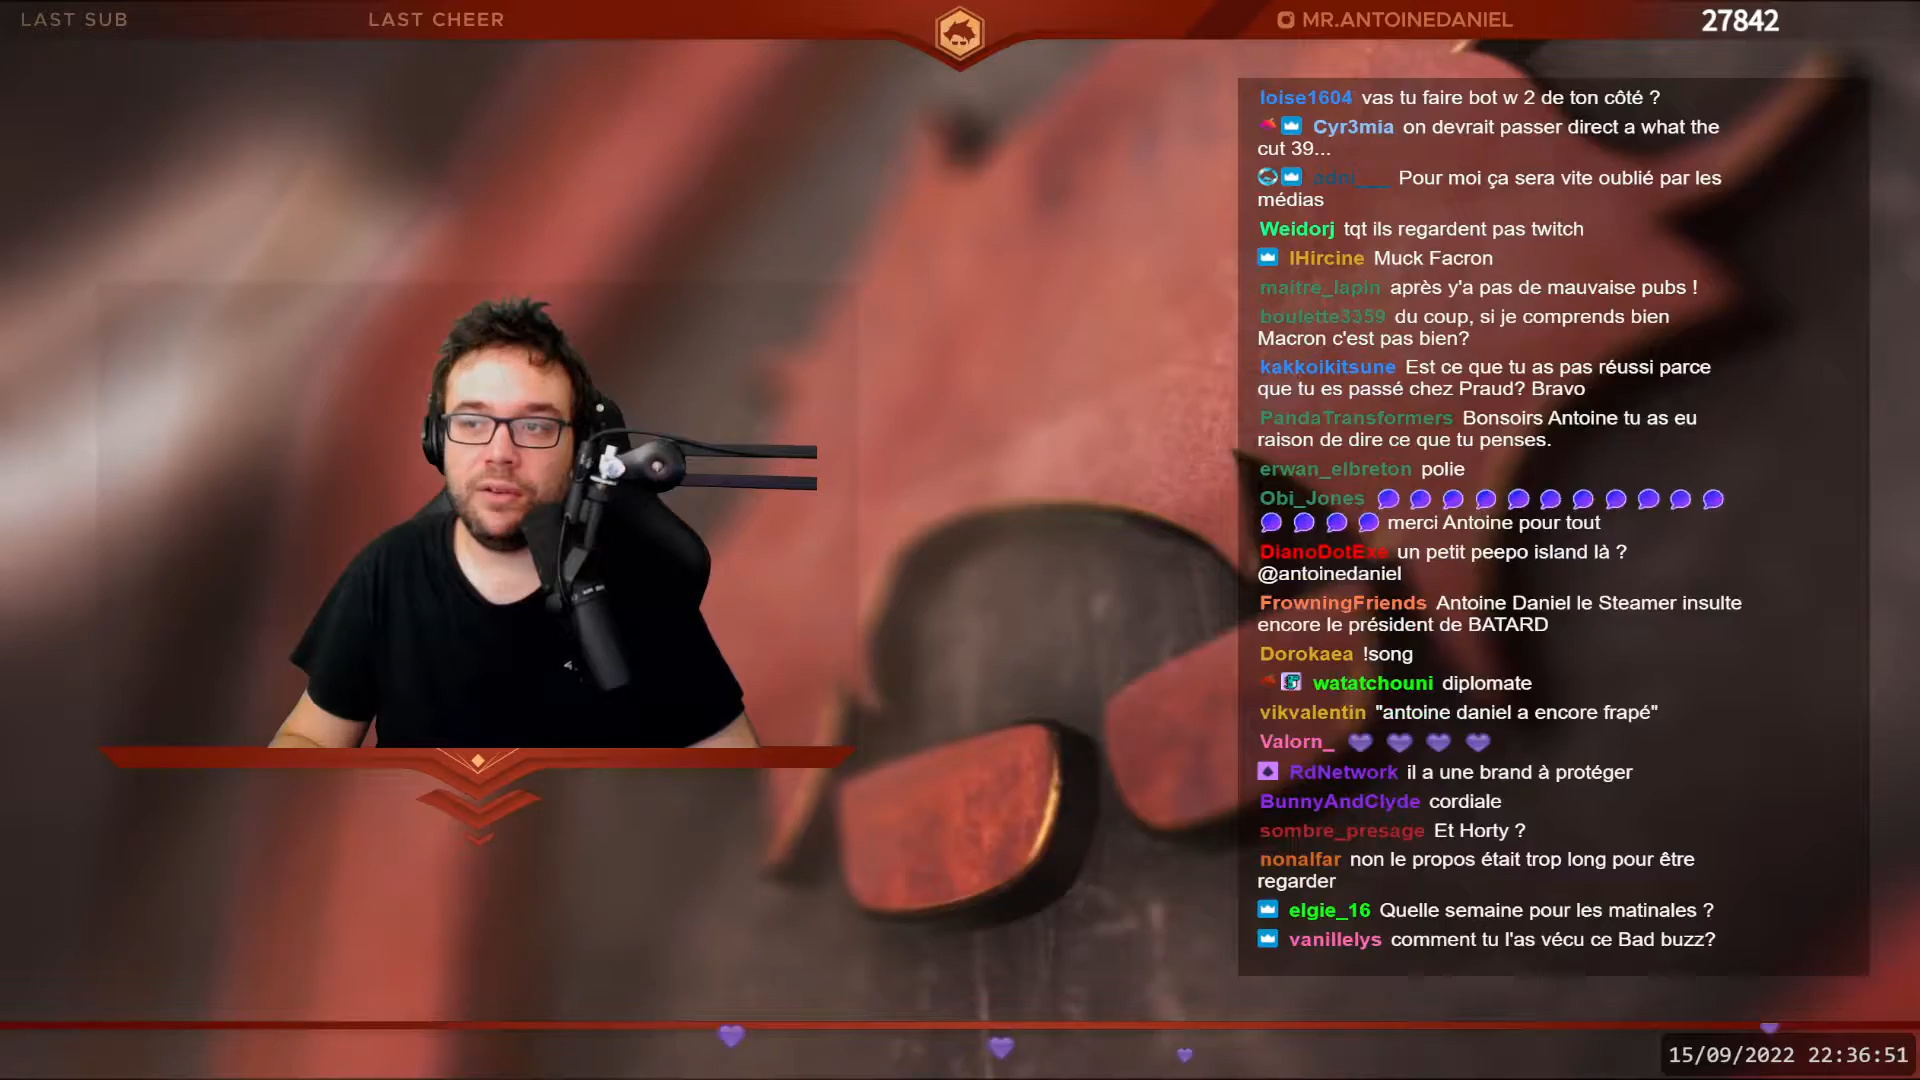 LAST SUB
LAST CHEER
MR.ANTOINEDANIEL
27842
loise1604 vas tu faire bot w 2 de ton côté ?
Cyr3mia on devrait passer direct a what the
cut 39...
adni___ Pour moi ça sera vite oublié par les
médias
Weidorj tqt ils regardent pas twitch
IHircine Muck Facron
maitre_lapin après y'a pas de mauvaise pubs !
boulette3359 du coup, si je comprends bien
Macron c'est pas bien?
kakkoikitsune Est ce que tu as pas réussi parce
que tu es passé chez Praud? Bravo
PandaTransformers Bonsoirs Antoine tu as eu
raison de dire ce que tu penses.
erwan_elbreton polie
Obi_Jones
merci Antoine pour tout
DianoDotExe un petit peepo island là ?
@antoinedaniel
FrowningFriends Antoine Daniel le Steamer insulte
encore le président de BATARD
Dorokaea !song
watatchouni diplomate
vikvalentin "antoine daniel a encore frapé"
Valorn_
RdNetwork il a une brand à protéger
BunnyAndClyde cordiale
sombre_presage Et Horty ?
nonalfar non le propos était trop long pour être
regarder
elgie_16 Quelle semaine pour les matinales ?
vanillelys comment tu l'as vécu ce Bad buzz?
15/09/2022 22:36:51